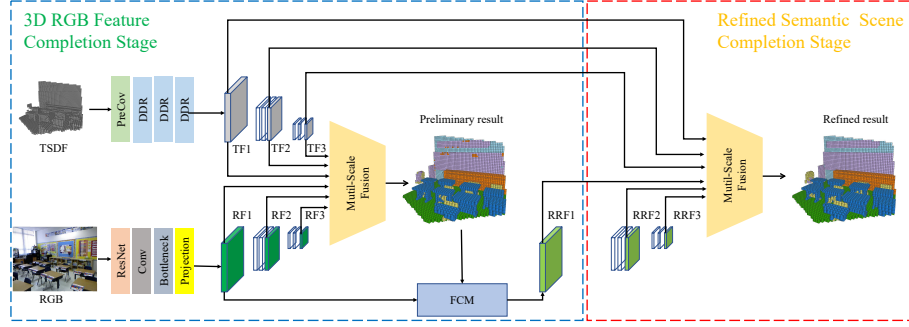 3D RGB Feature
Completion Stage
Refined Semantic Scene
Completion Stage
TSDF
PreCov
DDR
DDR
DDR
TF1
TF2
TF3
Mutil-Scale
Fusion
Preliminary result
RGB
ResNet
Conv
Bottleneck
Projection
RF1
RF2
RF3
FCM
RRF1
RRF2
RRF3
Mutil-Scale
Fusion
Refined result